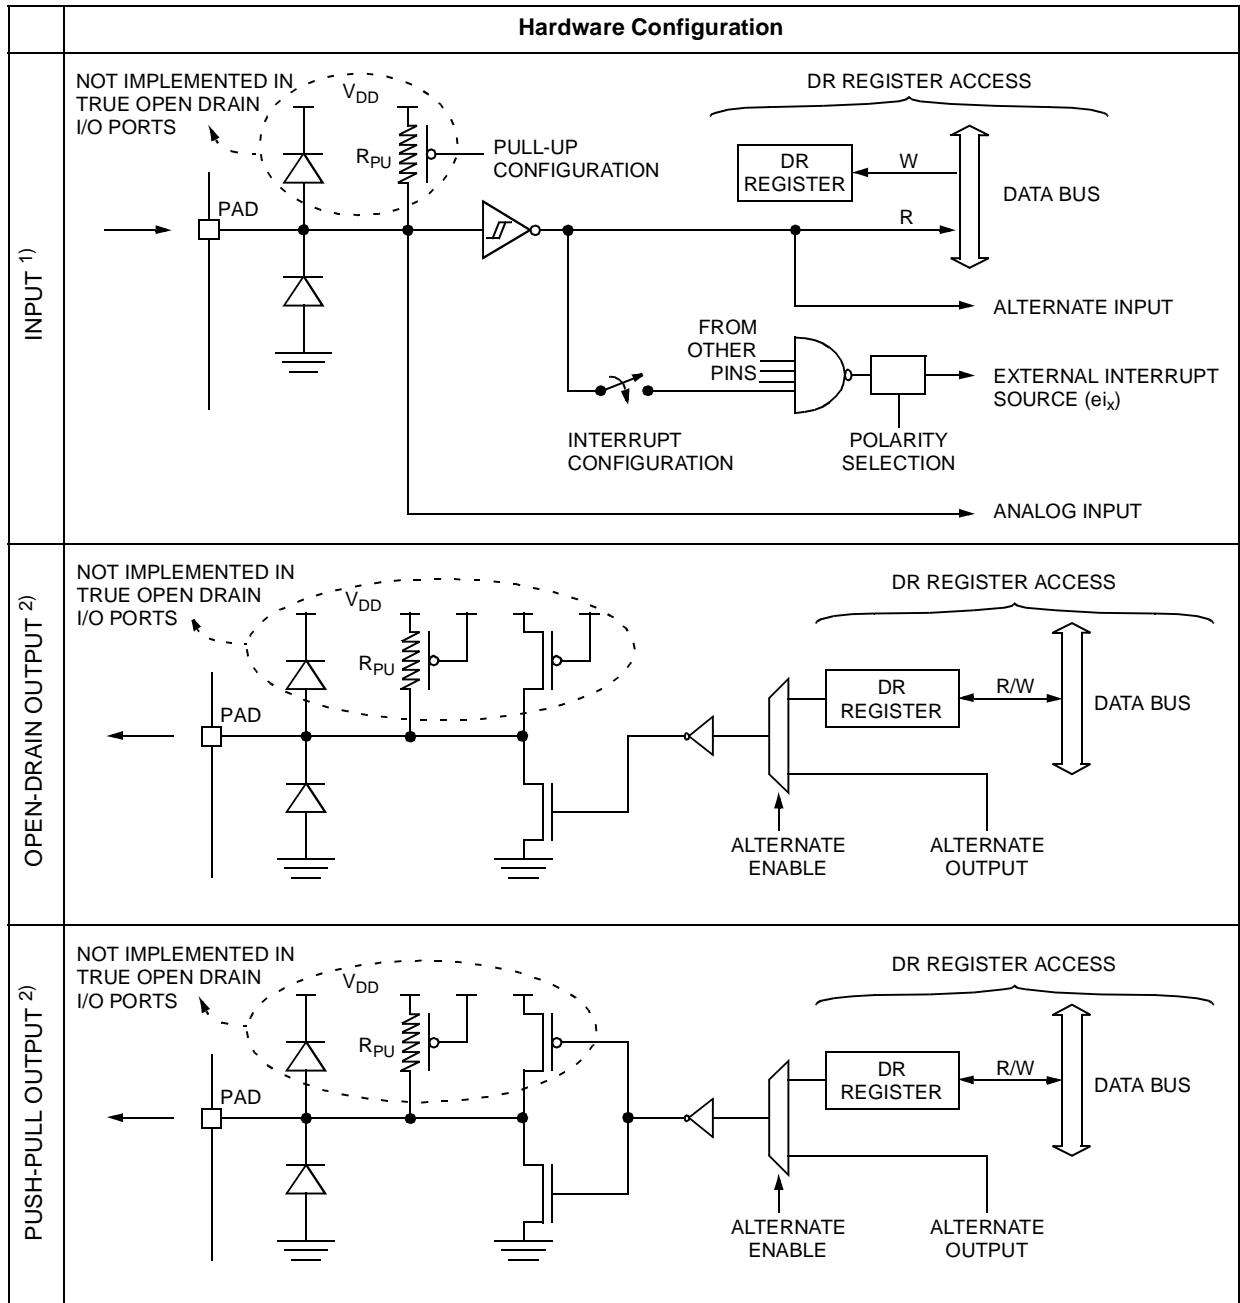 Hardware Configuration
INPUT 1)
NOT IMPLEMENTED IN
TRUE OPEN DRAIN
I/O PORTS
VDD
RPU
PULL-UP
CONFIGURATION
PAD
DR REGISTER ACCESS
DR
REGISTER
W
R
DATA BUS
ALTERNATE INPUT
FROM
OTHER
PINS
EXTERNAL INTERRUPT
SOURCE (eix)
INTERRUPT
CONFIGURATION
POLARITY
SELECTION
ANALOG INPUT
OPEN-DRAIN OUTPUT 2)
NOT IMPLEMENTED IN
TRUE OPEN DRAIN
I/O PORTS
VDD
RPU
PAD
DR REGISTER ACCESS
DR
REGISTER
R/W
DATA BUS
ALTERNATE
ENABLE
ALTERNATE
OUTPUT
PUSH-PULL OUTPUT 2)
NOT IMPLEMENTED IN
TRUE OPEN DRAIN
I/O PORTS
VDD
RPU
PAD
DR REGISTER ACCESS
DR
REGISTER
R/W
DATA BUS
ALTERNATE
ENABLE
ALTERNATE
OUTPUT